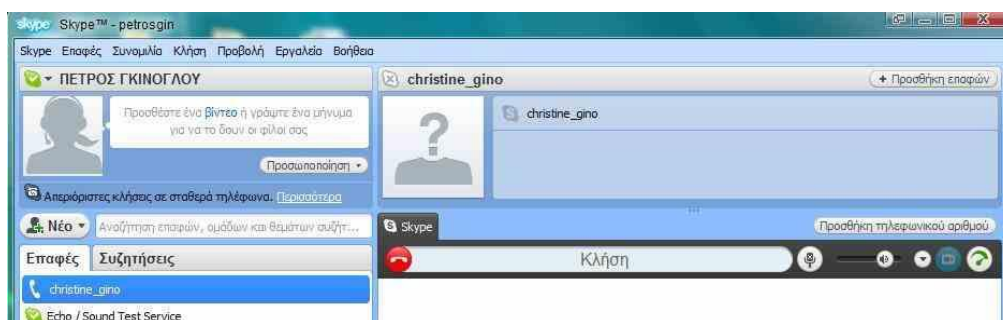 skype Skype™ - petrosgin
Skype Επαφές Συνομιλία Κλήση Προβολή Εργαλεία Βοήθεια
ΠΕΤΡΟΣ ΓΚΙΝΟΓΛΟΥ
Προσθέστε ένα βίντεο ή γράψτε ένα μήνυμα
για να το δουν οι φίλοι σας
Προσωποποίηση
Απεριόριστες κλήσεις σε σταθερά τηλέφωνα. Περισσότερα
Νέο Αναζήτηση επαφών, ομάδων και θεμάτων συζήτ...
Επαφές Συζητήσεις
christine_gino
Echo / Sound Test Service
christine_gino + Προσθήκη επαφών
christine_gino
Skype Προσθήκη τηλεφωνικού αριθμού
Κλήση